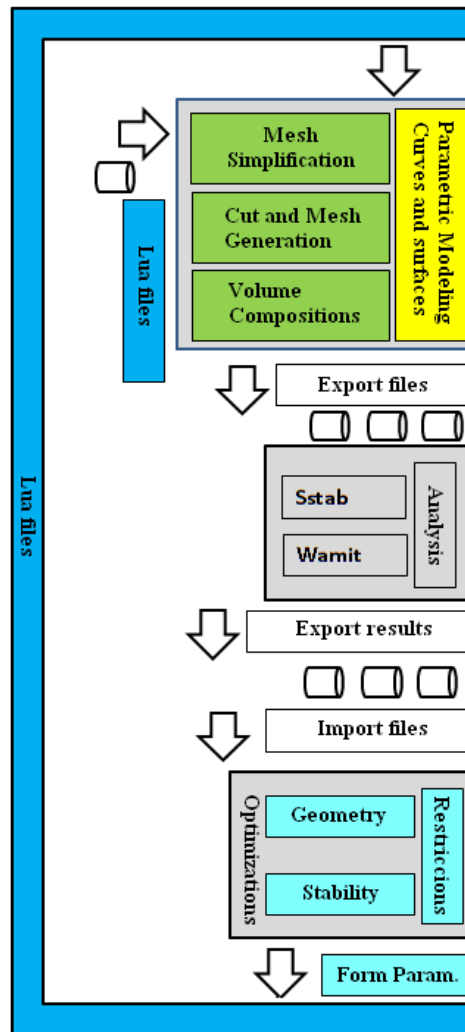 Mesh
Simplification
Cut and Mesh
Generation
Volume
Compositions
Parametric Modeling
Curves and surfaces
Lua files
Export files
Sstab
Wamit
Analysis
Lua files
Export results
Import files
Optimizations
Geometry
Stability
Restriccions
Form Param.